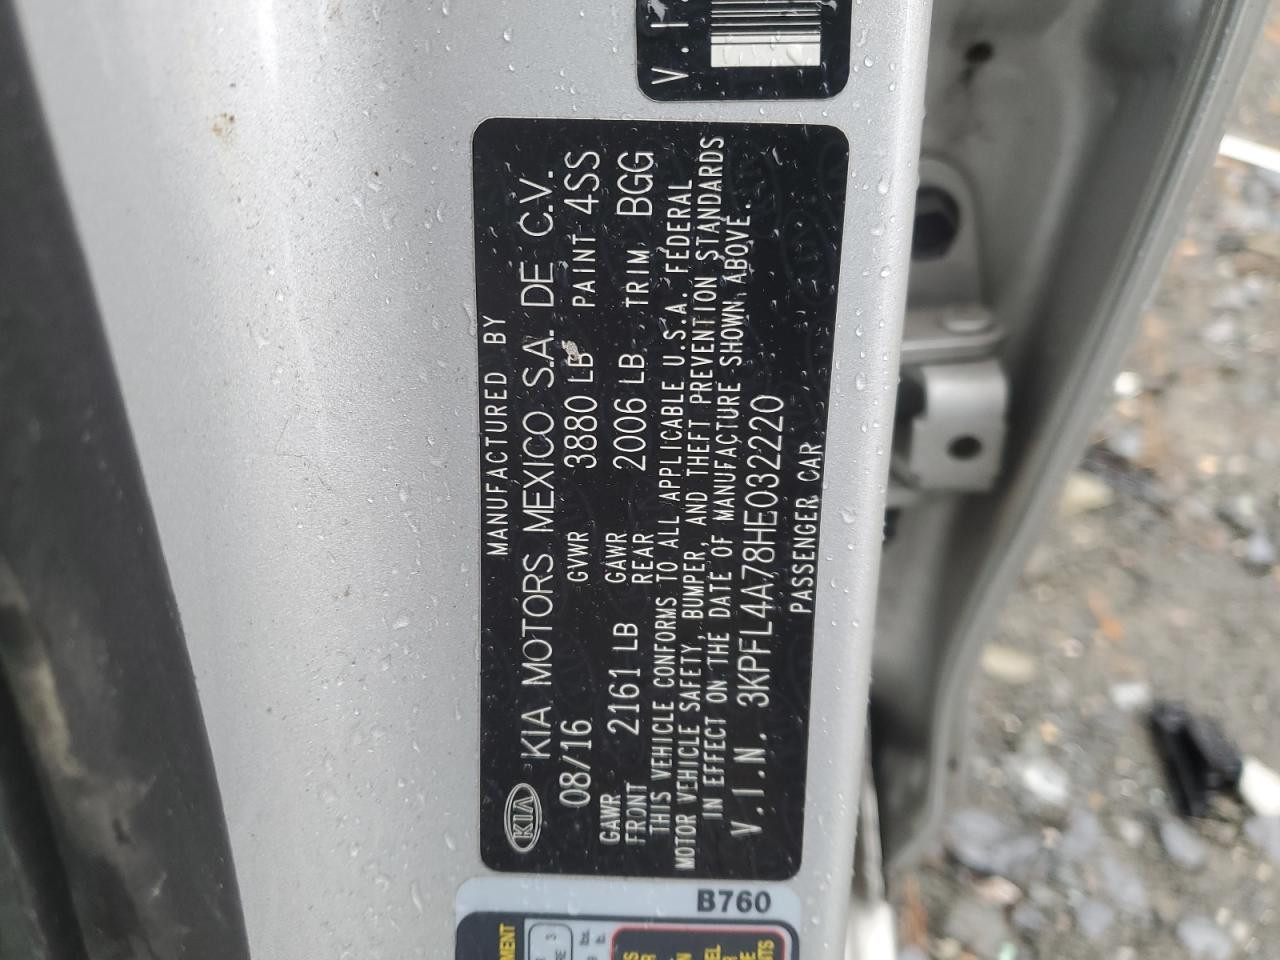 V.I
MANUFACTURED BY
KIA KIA MOTORS MEXICO S.A. DE C.V.
08/16 GVWR 3880 LB PAINT 4SS
GAWR FRONT 2161 LB GAWR REAR 2006 LB TRIM BGG
THIS VEHICLE CONFORMS TO ALL APPLICABLE U.S.A. FEDERAL
MOTOR VEHICLE SAFETY, BUMPER, AND THEFT PREVENTION STANDARDS
IN EFFECT ON THE DATE OF MANUFACTURE SHOWN ABOVE.
V.I.N. 3KPFL4A78HE032220
PASSENGER CAR
B760